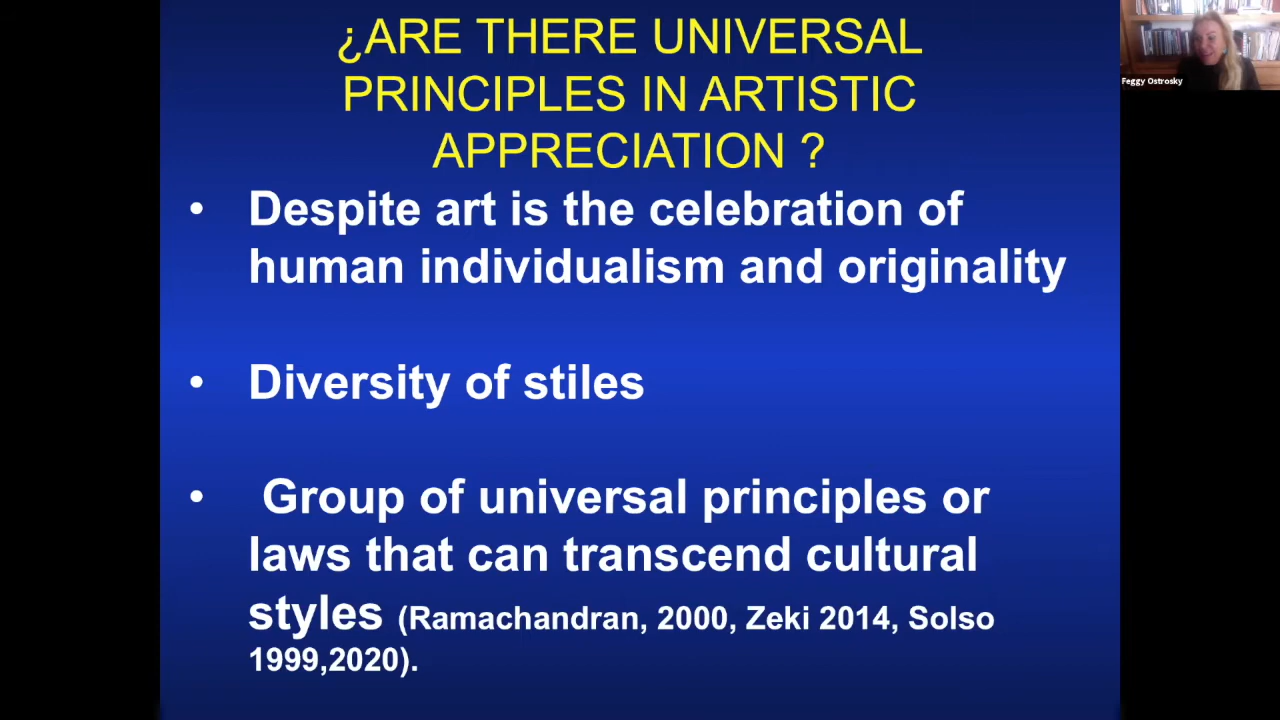 ¿ARE THERE UNIVERSAL
PRINCIPLES IN ARTISTIC
APPRECIATION ?
• Despite art is the celebration of
human individualism and originality
• Diversity of stiles
• Group of universal principles or
laws that can transcend cultural
styles (Ramachandran, 2000, Zeki 2014, Solso
1999,2020).
Feggy Ostrosky